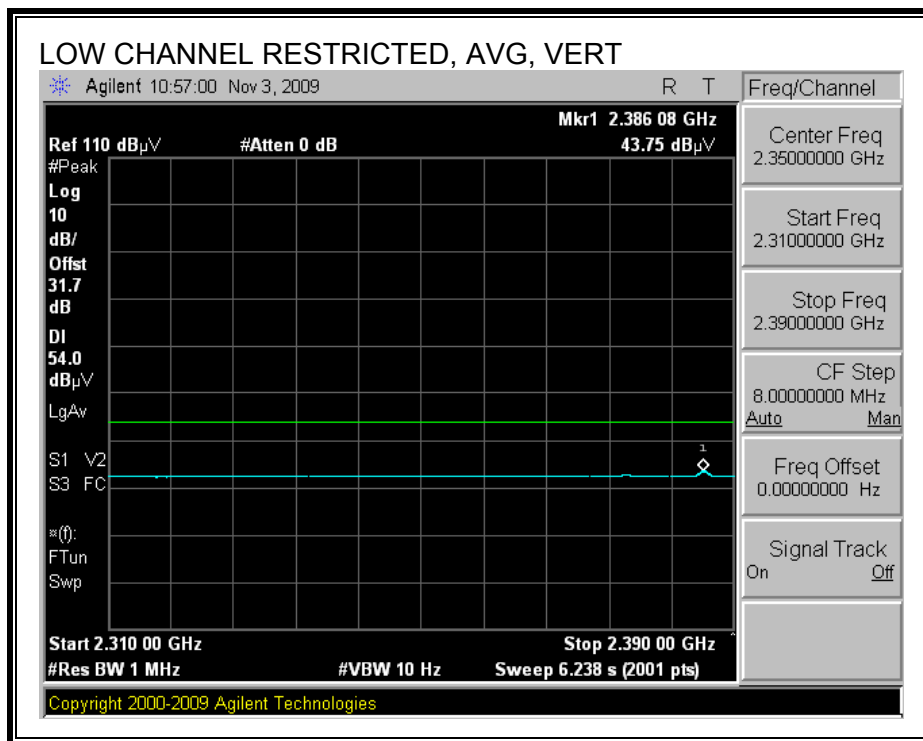 LOW CHANNEL RESTRICTED, AVG, VERT
Agilent 10:57:00 Nov 3, 2009 R T
Freq/Channel
Mkr1 2.386 08 GHz
Ref 110 dBµV #Atten 0 dB 43.75 dBµV
#Peak
Log
10
dB/
Offst
31.7
dB
DI
54.0
dBµV
LgAv
S1 V2
S3 FC
¤(f):
FTun
Swp
1
Start 2.310 00 GHz Stop 2.390 00 GHz ^
#Res BW 1 MHz #VBW 10 Hz Sweep 6.238 s (2001 pts)
Center Freq
2.35000000 GHz
Start Freq
2.31000000 GHz
Stop Freq
2.39000000 GHz
CF Step
8.00000000 MHz
Auto Man
Freq Offset
0.00000000 Hz
Signal Track
On Off
Copyright 2000-2009 Agilent Technologies